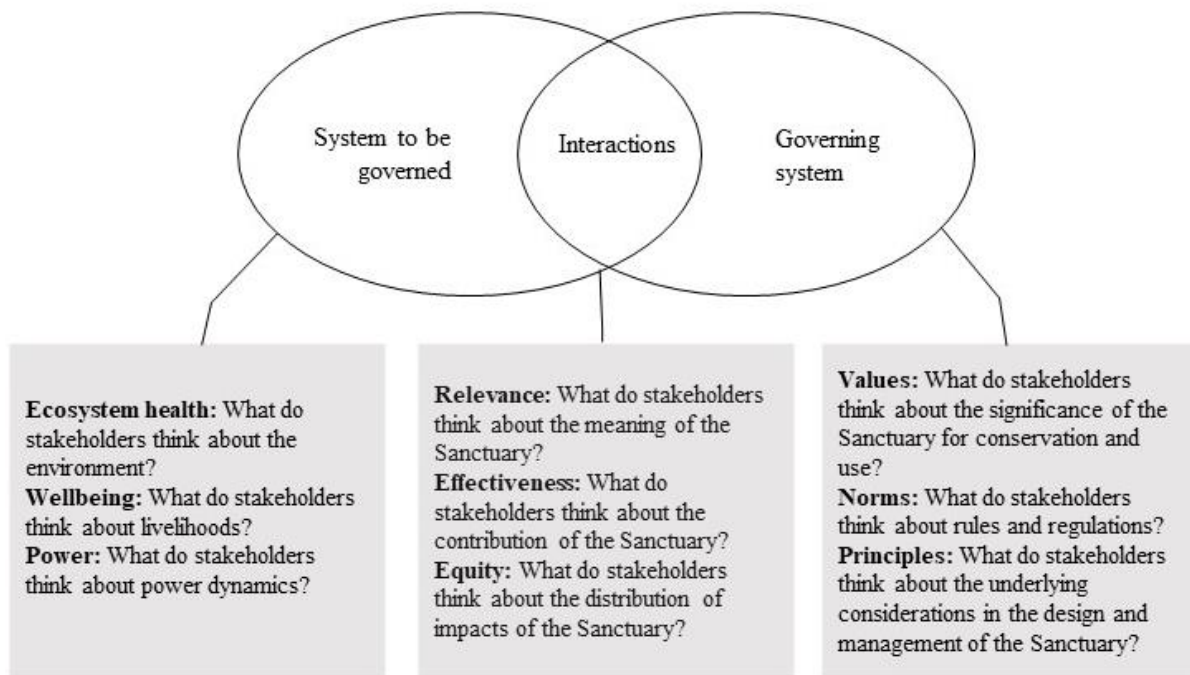 System to be
governed
Interactions
Governing
system
Ecosystem health: What do
stakeholders think about the
environment?
Wellbeing: What do stakeholders
think about livelihoods?
Power: What do stakeholders
think about power dynamics?
Relevance: What do stakeholders
think about the meaning of the
Sanctuary?
Effectiveness: What do
stakeholders think about the
contribution of the Sanctuary?
Equity: What do stakeholders
think about the distribution of
impacts of the Sanctuary?
Values: What do stakeholders
think about the significance of the
Sanctuary for conservation and
use?
Norms: What do stakeholders
think about rules and regulations?
Principles: What do stakeholders
think about the underlying
considerations in the design and
management of the Sanctuary?